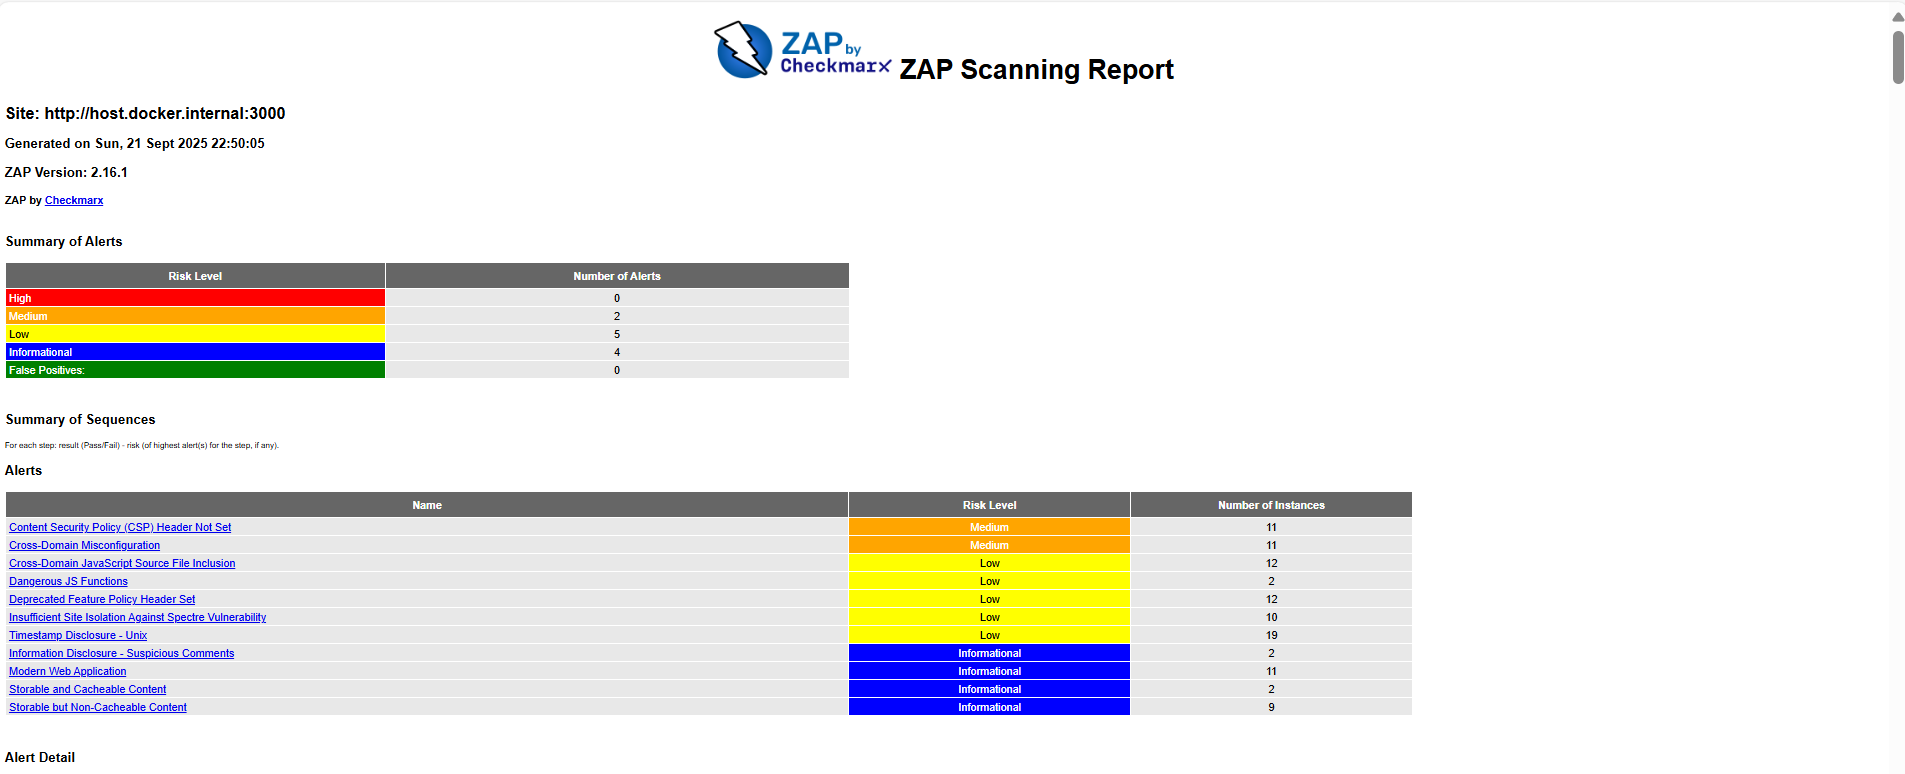 ZAP by
Checkmarx ZAP Scanning Report
Site: http://host.docker.internal:3000
Generated on Sun, 21 Sept 2025 22:50:05
ZAP Version: 2.16.1
ZAP by Checkmarx
Summary of Alerts
Risk Level Number of Alerts
High 0
Medium 2
Low 5
Informational 4
False Positives: 0
Summary of Sequences
For each step: result (Pass/Fail) - risk (of highest alert(s) for the step, if any).
Alerts
Name Risk Level Number of Instances
Content Security Policy (CSP) Header Not Set Medium 11
Cross-Domain Misconfiguration Medium 11
Cross-Domain JavaScript Source File Inclusion Low 12
Dangerous JS Functions Low 2
Deprecated Feature Policy Header Set Low 12
Insufficient Site Isolation Against Spectre Vulnerability Low 10
Timestamp Disclosure - Unix Low 19
Information Disclosure - Suspicious Comments Informational 2
Modern Web Application Informational 11
Storable and Cacheable Content Informational 2
Storable but Non-Cacheable Content Informational 9
Alert Detail